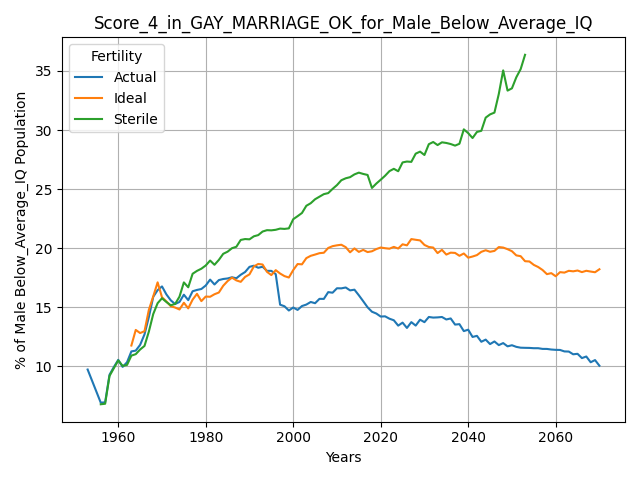 Score_4_in_GAY_MARRIAGE_OK_for_Male_Below_Average_IQ
Fertility
Actual
Ideal
Sterile
% of Male Below_Average_IQ Population
35
30
25
20
15
10
1960 1980 2000 2020 2040 2060
Years